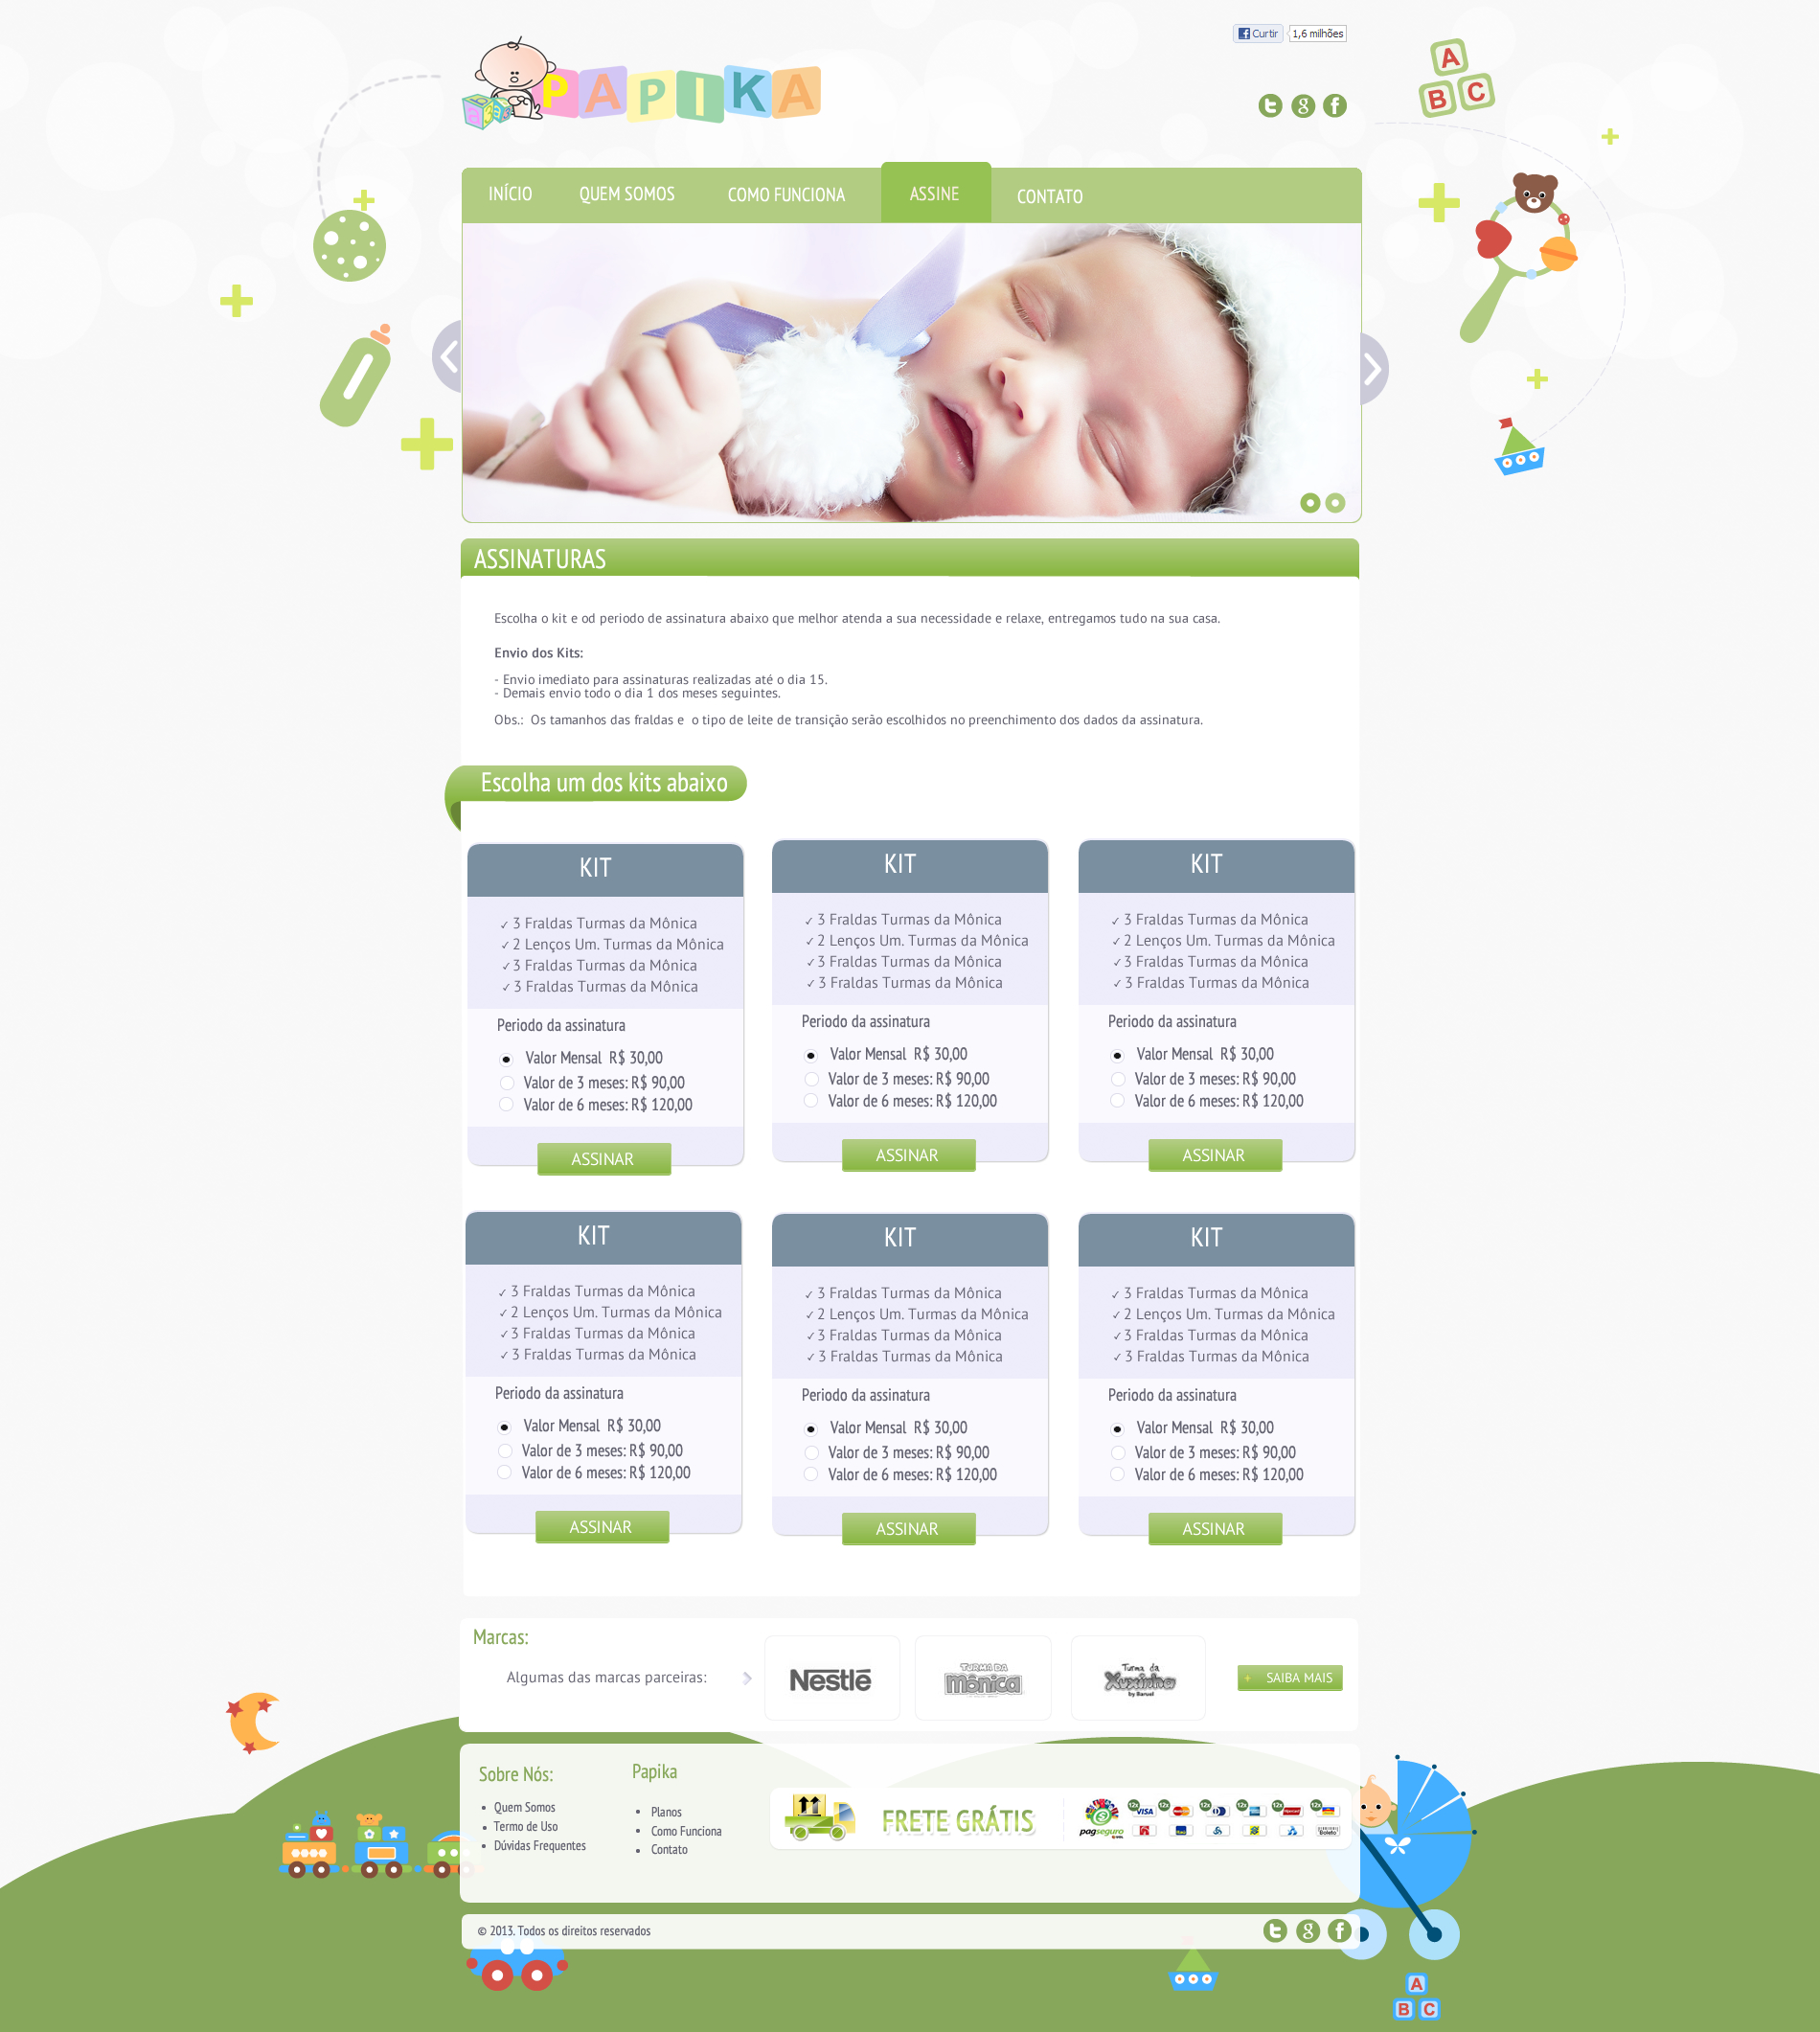 Curtir 1,6 milhões
PAPIKA
A
B C
INÍCIO QUEM SOMOS COMO FUNCIONA ASSINE CONTATO
ASSINATURAS
Escolha o kit e od periodo de assinatura abaixo que melhor atenda a sua necessidade e relaxe, entregamos tudo na sua casa.
Envio dos Kits:
- Envio imediato para assinaturas realizadas até o dia 15.
- Demais envio todo o dia 1 dos meses seguintes.
Obs.: Os tamanhos das fraldas e o tipo de leite de transição serão escolhidos no preenchimento dos dados da assinatura.
Escolha um dos kits abaixo
KIT
✓ 3 Fraldas Turmas da Mônica
✓ 2 Lenços Um. Turmas da Mônica
✓ 3 Fraldas Turmas da Mônica
✓ 3 Fraldas Turmas da Mônica
Periodo da assinatura
Valor Mensal R$ 30,00
Valor de 3 meses: R$ 90,00
Valor de 6 meses: R$ 120,00
ASSINAR
KIT
✓ 3 Fraldas Turmas da Mônica
✓ 2 Lenços Um. Turmas da Mônica
✓ 3 Fraldas Turmas da Mônica
✓ 3 Fraldas Turmas da Mônica
Periodo da assinatura
Valor Mensal R$ 30,00
Valor de 3 meses: R$ 90,00
Valor de 6 meses: R$ 120,00
ASSINAR
KIT
✓ 3 Fraldas Turmas da Mônica
✓ 2 Lenços Um. Turmas da Mônica
✓ 3 Fraldas Turmas da Mônica
✓ 3 Fraldas Turmas da Mônica
Periodo da assinatura
Valor Mensal R$ 30,00
Valor de 3 meses: R$ 90,00
Valor de 6 meses: R$ 120,00
ASSINAR
KIT
✓ 3 Fraldas Turmas da Mônica
✓ 2 Lenços Um. Turmas da Mônica
✓ 3 Fraldas Turmas da Mônica
✓ 3 Fraldas Turmas da Mônica
Periodo da assinatura
Valor Mensal R$ 30,00
Valor de 3 meses: R$ 90,00
Valor de 6 meses: R$ 120,00
ASSINAR
KIT
✓ 3 Fraldas Turmas da Mônica
✓ 2 Lenços Um. Turmas da Mônica
✓ 3 Fraldas Turmas da Mônica
✓ 3 Fraldas Turmas da Mônica
Periodo da assinatura
Valor Mensal R$ 30,00
Valor de 3 meses: R$ 90,00
Valor de 6 meses: R$ 120,00
ASSINAR
KIT
✓ 3 Fraldas Turmas da Mônica
✓ 2 Lenços Um. Turmas da Mônica
✓ 3 Fraldas Turmas da Mônica
✓ 3 Fraldas Turmas da Mônica
Periodo da assinatura
Valor Mensal R$ 30,00
Valor de 3 meses: R$ 90,00
Valor de 6 meses: R$ 120,00
ASSINAR
Marcas:
Algumas das marcas parceiras:
Nestlé
TURMA DA
Mônica
Turma da
Xuxinha
by Baruel
+ SAIBA MAIS
Sobre Nós:
• Quem Somos
• Termo de Uso
• Dúvidas Frequentes
Papika
• Planos
• Como Funciona
• Contato
FRETE GRÁTIS
pagseguro
12x VISA 12x 12x 12x 12x 12x
Boleto
© 2013. Todos os direitos reservados
A
B C